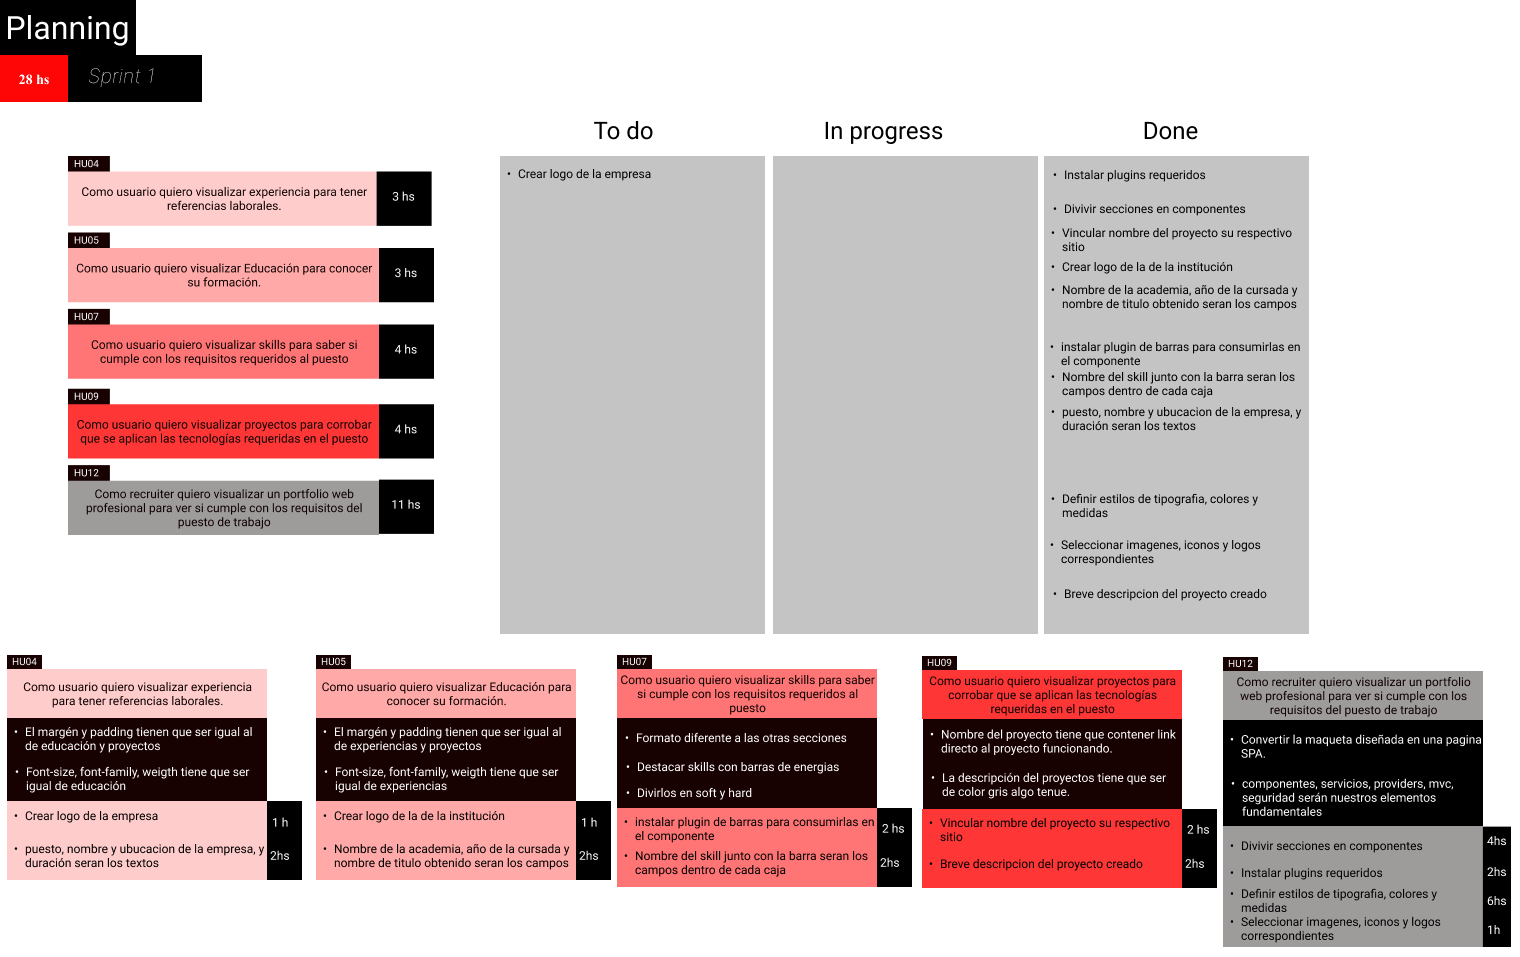 Planning
28 hs
Sprint 1
To do
In progress
Done
HU04
Como usuario quiero visualizar experiencia para tener
referencias laborales.
3 hs
HU05
Como usuario quiero visualizar Educación para conocer
su formación.
3 hs
HU07
Como usuario quiero visualizar skills para saber si
cumple con los requisitos requeridos al puesto
4 hs
HU09
Como usuario quiero visualizar proyectos para corrobar
que se aplican las tecnologías requeridas en el puesto
4 hs
HU12
Como recruiter quiero visualizar un portfolio web
profesional para ver si cumple con los requisitos del
puesto de trabajo
11 hs
• Crear logo de la empresa
• Instalar plugins requeridos
• Divivir secciones en componentes
• Vincular nombre del proyecto su respectivo
sitio
• Crear logo de la de la institución
• Nombre de la academia, año de la cursada y
nombre de titulo obtenido seran los campos
• instalar plugin de barras para consumirlas en
el componente
• Nombre del skill junto con la barra seran los
campos dentro de cada caja
• puesto, nombre y ubucacion de la empresa, y
duración seran los textos
• Definir estilos de tipografia, colores y
medidas
• Seleccionar imagenes, iconos y logos
correspondientes
• Breve descripcion del proyecto creado
HU04
Como usuario quiero visualizar experiencia
para tener referencias laborales.
• El margén y padding tienen que ser igual al
de educación y proyectos
• Font-size, font-family, weigth tiene que ser
igual de educación
• Crear logo de la empresa
1 h
• puesto, nombre y ubucacion de la empresa, y
duración seran los textos
2hs
HU05
Como usuario quiero visualizar Educación para
conocer su formación.
• El margén y padding tienen que ser igual al
de experiencias y proyectos
• Font-size, font-family, weigth tiene que ser
igual de experiencias
• Crear logo de la de la institución
1 h
• Nombre de la academia, año de la cursada y
nombre de titulo obtenido seran los campos
2hs
HU07
Como usuario quiero visualizar skills para saber
si cumple con los requisitos requeridos al
puesto
• Formato diferente a las otras secciones
• Destacar skills con barras de energias
• Divirlos en soft y hard
• instalar plugin de barras para consumirlas en
el componente
2 hs
• Nombre del skill junto con la barra seran los
campos dentro de cada caja
2hs
HU09
Como usuario quiero visualizar proyectos para
corrobar que se aplican las tecnologías
requeridas en el puesto
• Nombre del proyecto tiene que contener link
directo al proyecto funcionando.
• La descripción del proyectos tiene que ser
de color gris algo tenue.
• Vincular nombre del proyecto su respectivo
sitio
2 hs
• Breve descripcion del proyecto creado
2hs
HU12
Como recruiter quiero visualizar un portfolio
web profesional para ver si cumple con los
requisitos del puesto de trabajo
• Convertir la maqueta diseñada en una pagina
SPA.
• componentes, servicios, providers, mvc,
seguridad serán nuestros elementos
fundamentales
• Divivir secciones en componentes
4hs
• Instalar plugins requeridos
2hs
• Definir estilos de tipografia, colores y
medidas
6hs
• Seleccionar imagenes, iconos y logos
correspondientes
1h